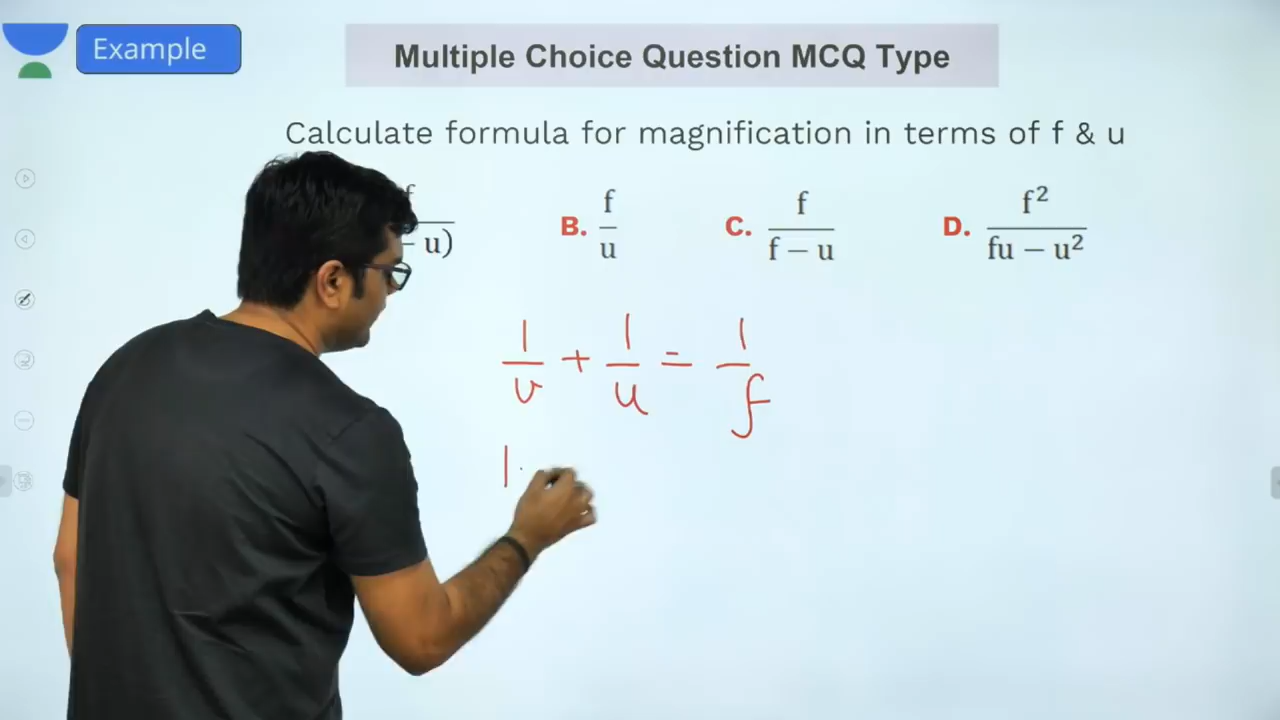 Example
Multiple Choice Question MCQ Type
Calculate formula for magnification in terms of f & u
f/(− u) B. f/u C. f/(f − u) D. f²/(fu − u²)
1/v + 1/u = 1/f
1